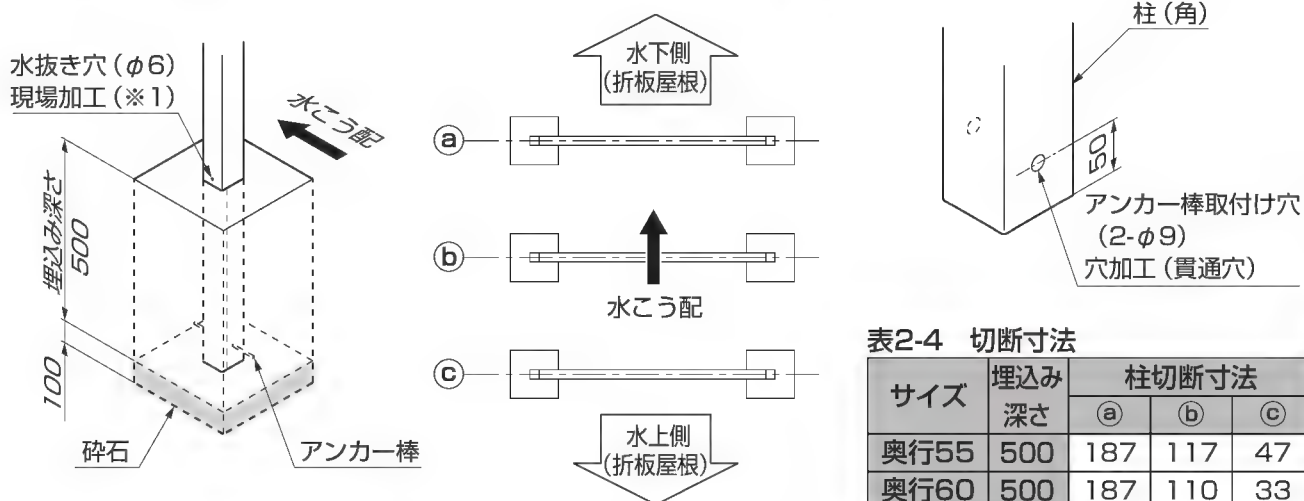 水抜き穴(φ6)
現場加工(※1)
水こう配
埋込み深さ
500
100
砕石
アンカー棒
水下側
(折板屋根)
ⓐ
ⓑ
水こう配
ⓒ
水上側
(折板屋根)
柱(角)
50
アンカー棒取付け穴
(2-φ9)
穴加工(貫通穴)
表2-4 切断寸法
サイズ 埋込み深さ 柱切断寸法
ⓐ ⓑ ⓒ
奥行55 500 187 117 47
奥行60 500 187 110 33